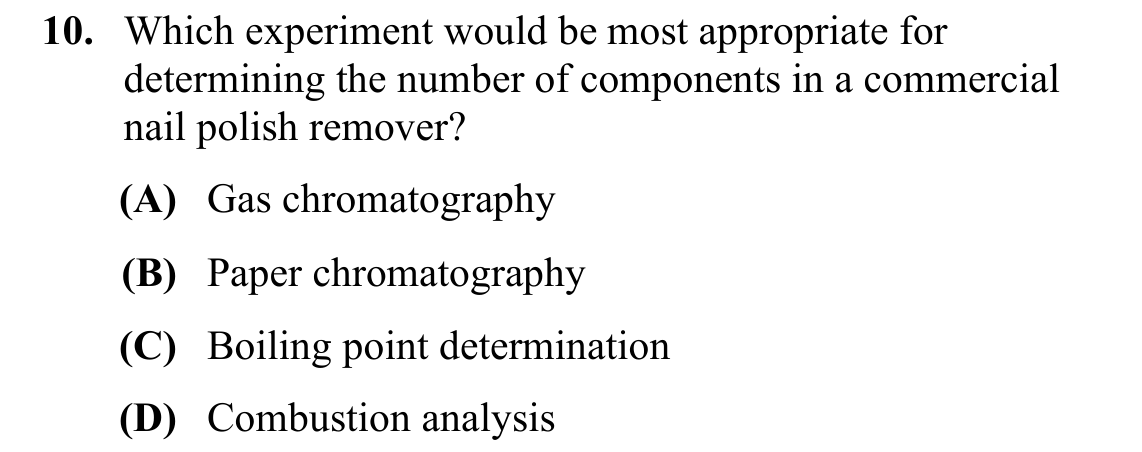 10. Which experiment would be most appropriate for
determining the number of components in a commercial
nail polish remover?
(A) Gas chromatography
(B) Paper chromatography
(C) Boiling point determination
(D) Combustion analysis